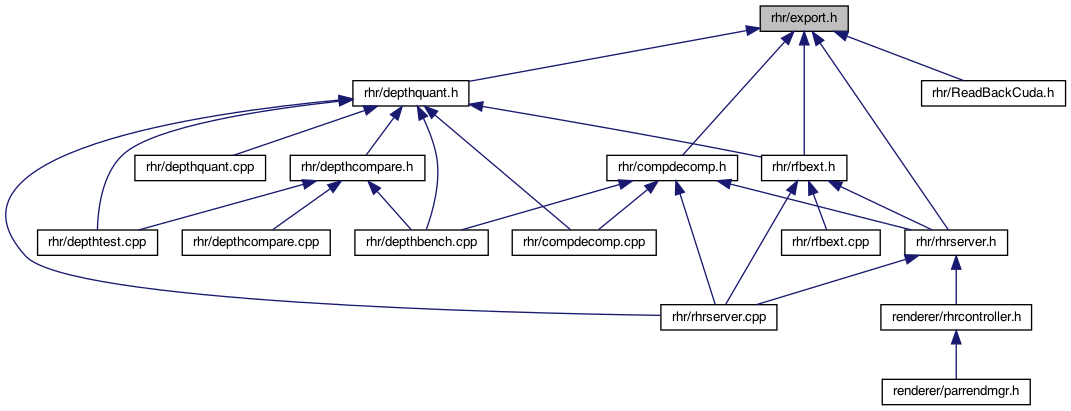 rhr/export.h
rhr/depthquant.h
rhr/ReadBackCuda.h
rhr/depthquant.cpp
rhr/depthcompare.h
rhr/compdecomp.h
rhr/rfbext.h
rhr/depthtest.cpp
rhr/depthcompare.cpp
rhr/depthbench.cpp
rhr/compdecomp.cpp
rhr/rfbext.cpp
rhr/rhrserver.h
rhr/rhrserver.cpp
renderer/rhrcontroller.h
renderer/parrendmgr.h